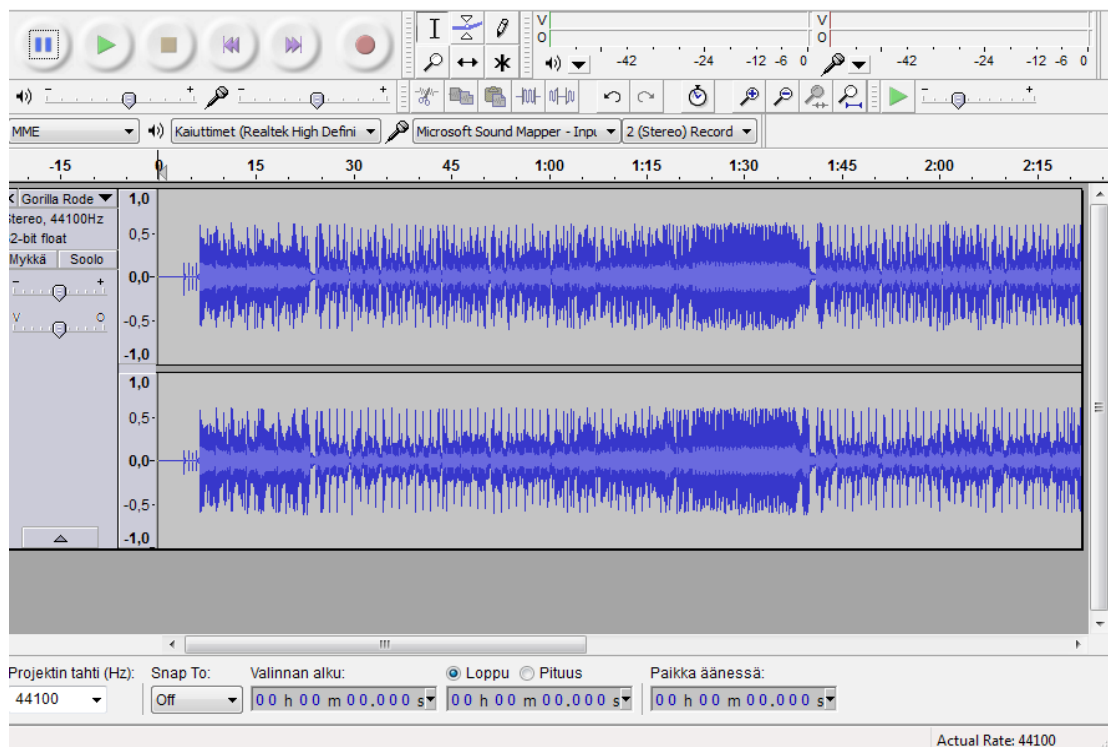 V V
O O
-42 -24 -12 -6 0 -42 -24 -12 -6 0
MME Kaiuttimet (Realtek High Defini Microsoft Sound Mapper - Inpu 2 (Stereo) Record
-15 0 15 30 45 1:00 1:15 1:30 1:45 2:00 2:15
Gorilla Rode
Stereo, 44100Hz
32-bit float
Mykkä Soolo
- +
V O
1,0
0,5
0,0
-0,5
-1,0
1,0
0,5
0,0
-0,5
-1,0
Projektin tahti (Hz): Snap To: Valinnan alku: Loppu Pituus Paikka äänessä:
44100 Off 00 h 00 m 00.000 s 00 h 00 m 00.000 s 00 h 00 m 00.000 s
Actual Rate: 44100